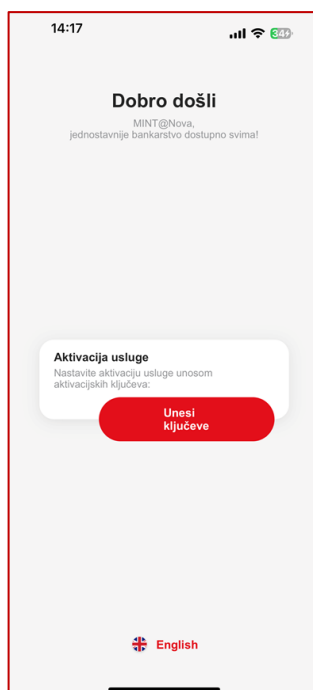 14:17
34
Dobro došli
MINT@Nova,
jednostavnije bankarstvo dostupno svima!
Aktivacija usluge
Nastavite aktivaciju usluge unosom
aktivacijskih ključeva:
Unesi
ključeve
English